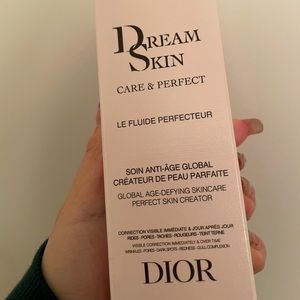 DREAM
SKIN
CARE & PERFECT
LE FLUIDE PERFECTEUR
SOIN ANTI-ÂGE GLOBAL
CRÉATEUR DE PEAU PARFAITE
GLOBAL AGE-DEFYING SKINCARE
PERFECT SKIN CREATOR
CORRECTION VISIBLE IMMÉDIATE & JOUR APRÈS JOUR
RIDES - PORES - TACHES - ROUGEURS - TEINT TERNE
VISIBLE CORRECTION IMMEDIATELY & OVER TIME
WRINKLES - PORES - DARK SPOTS - REDNESS - DULL COMPLEXION
DIOR